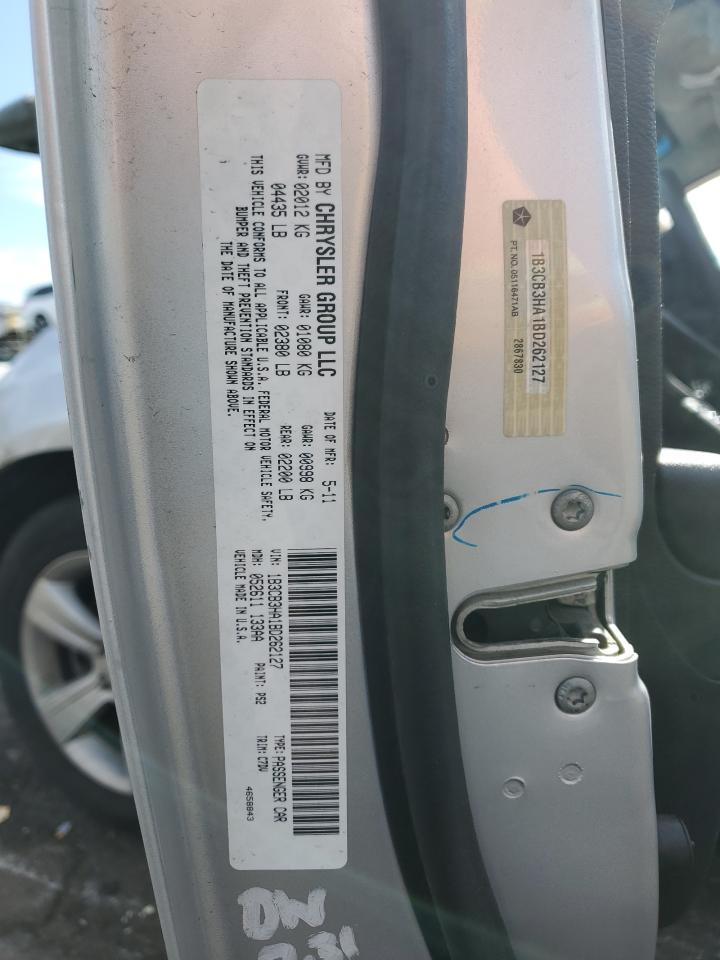 MFD BY CHRYSLER GROUP LLC
DATE OF MFR: 5-11
GVWR: 02012 KG
GAWR: 01080 KG
GAWR: 00998 KG
04435 LB
FRONT: 02380 LB
REAR: 02200 LB
THIS VEHICLE CONFORMS TO ALL APPLICABLE U.S.A. FEDERAL MOTOR VEHICLE SAFETY,
BUMPER AND THEFT PREVENTION STANDARDS IN EFFECT ON
THE DATE OF MANUFACTURE SHOWN ABOVE.
VIN: 1B3CB3HA1BD262127
TYPE: PASSENGER CAR
MDH: 052611 133AA
PAINT: PS2
TRIM: C7DV
VEHICLE MADE IN U.S.A.
4658843
1B3CB3HA1BD262127
PT. NO. 05116471AB
2867830